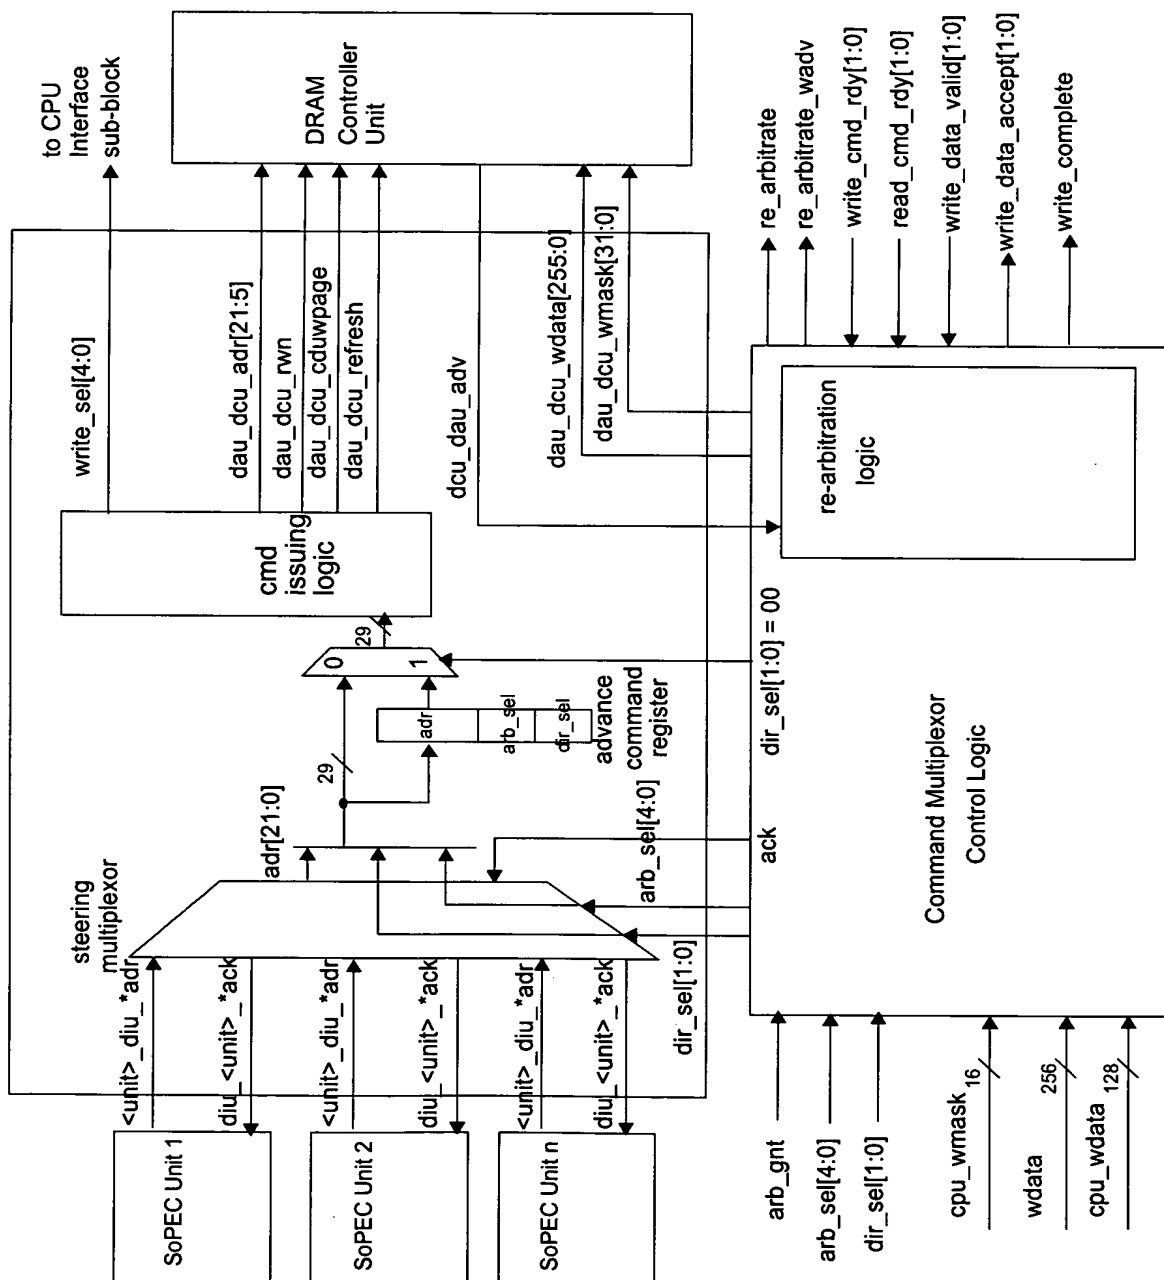 to CPU
Interface
sub-block
DRAM
Controller
Unit
write_sel[4:0]
dau_dcu_adr[21:5]
dau_dcu_rwn
dau_dcu_cduwpage
dau_dcu_refresh
dcu_dau_adv
dau_dcu_wdata[255:0]
dau_dcu_wmask[31:0]
cmd
issuing
logic
29
0
1
adr
arb_sel
dir_sel
advance
command
register
29
adr[21:0]
steering
multiplexor
<unit>_diu_*adr
diu_<unit>_*ack
<unit>_diu_*adr
diu_<unit>_*ack
<unit>_diu_*adr
diu_<unit>_*ack
SoPEC Unit 1
SoPEC Unit 2
SoPEC Unit n
dir_sel[1:0]
arb_sel[4:0]
ack
dir_sel[1:0] = 00
re_arbitrate
re_arbitrate_wadv
write_cmd_rdy[1:0]
read_cmd_rdy[1:0]
write_data_valid[1:0]
write_data_accept[1:0]
write_complete
re-arbitration
logic
Command Multiplexor
Control Logic
arb_gnt
arb_sel[4:0]
dir_sel[1:0]
cpu_wmask
16
wdata
256
cpu_wdata
128